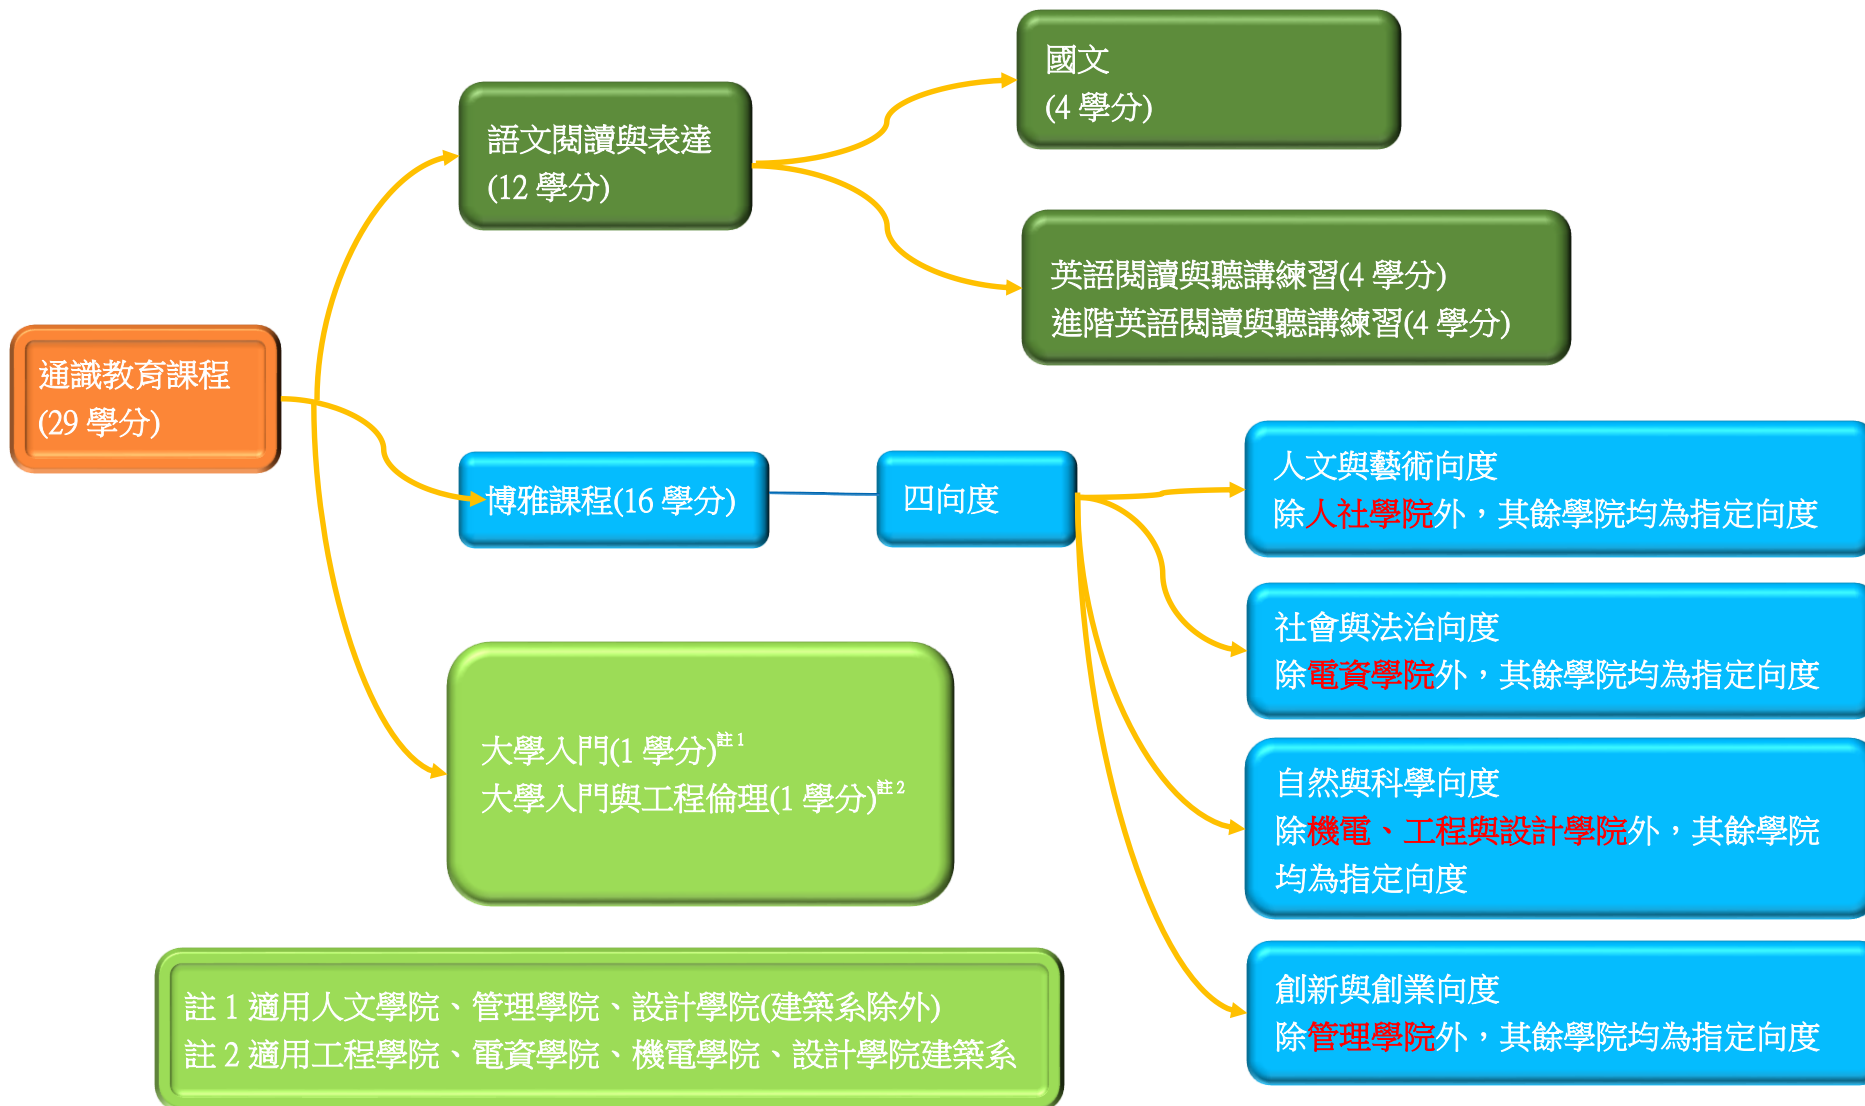 國文
(4 學分)
語文閱讀與表達
(12 學分)
英語閱讀與聽講練習(4 學分)
進階英語閱讀與聽講練習(4 學分)
通識教育課程
(29 學分)
博雅課程(16 學分)
四向度
人文與藝術向度
除人社學院外，其餘學院均為指定向度
社會與法治向度
除電資學院外，其餘學院均為指定向度
自然與科學向度
除機電、工程與設計學院外，其餘學院
均為指定向度
創新與創業向度
除管理學院外，其餘學院均為指定向度
大學入門(1 學分)註 1
大學入門與工程倫理(1 學分)註 2
註 1 適用人文學院、管理學院、設計學院(建築系除外)
註 2 適用工程學院、電資學院、機電學院、設計學院建築系